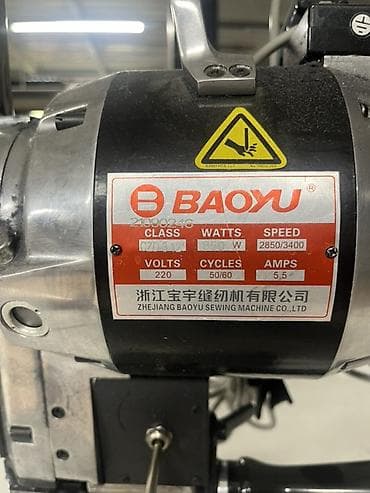 BAOYU ®
21090246
CLASS WATTS SPEED
W 2850/3400
VOLTS CYCLES AMPS
220 50/60 5,5
浙江宝宇缝纫机有限公司
ZHEJIANG BAOYU SEWING MACHINE CO.,LTD